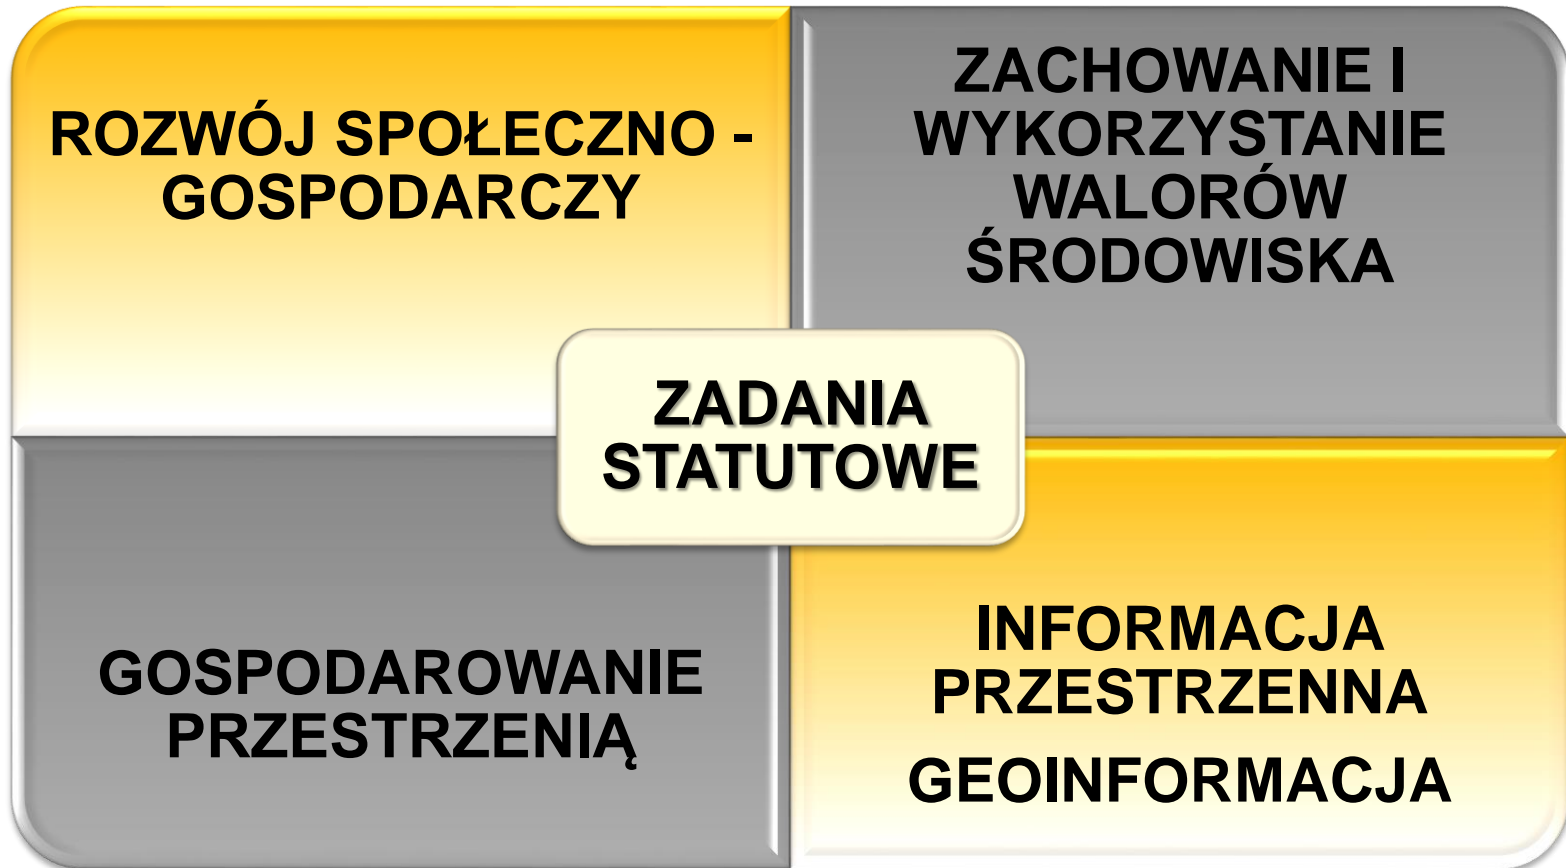 ROZWÓJ SPOŁECZNO -
GOSPODARCZY
ZACHOWANIE I
WYKORZYSTANIE
WALORÓW
ŚRODOWISKA
ZADANIA
STATUTOWE
GOSPODAROWANIE
PRZESTRZENIĄ
INFORMACJA
PRZESTRZENNA
GEOINFORMACJA